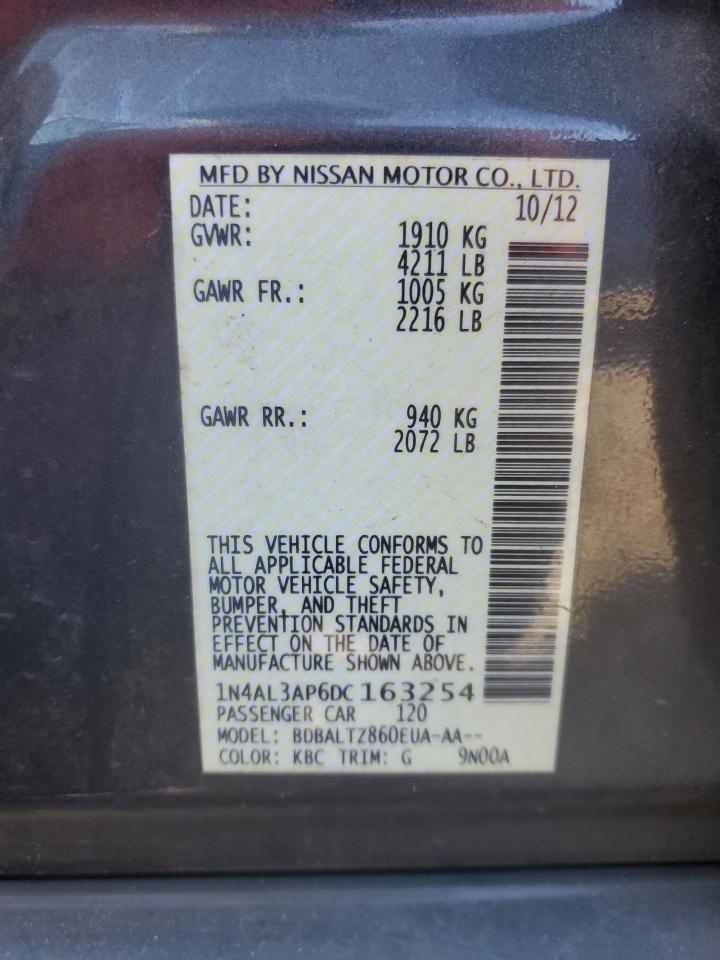 MFD BY NISSAN MOTOR CO., LTD.
DATE: 10/12
GVWR: 1910 KG
4211 LB
GAWR FR.: 1005 KG
2216 LB
GAWR RR.: 940 KG
2072 LB
THIS VEHICLE CONFORMS TO
ALL APPLICABLE FEDERAL
MOTOR VEHICLE SAFETY,
BUMPER, AND THEFT
PREVENTION STANDARDS IN
EFFECT ON THE DATE OF
MANUFACTURE SHOWN ABOVE.
1N4AL3AP6DC 163254
PASSENGER CAR 120
MODEL: BDBALTZ860EUA-AA--
COLOR: KBC TRIM: G 9N00A